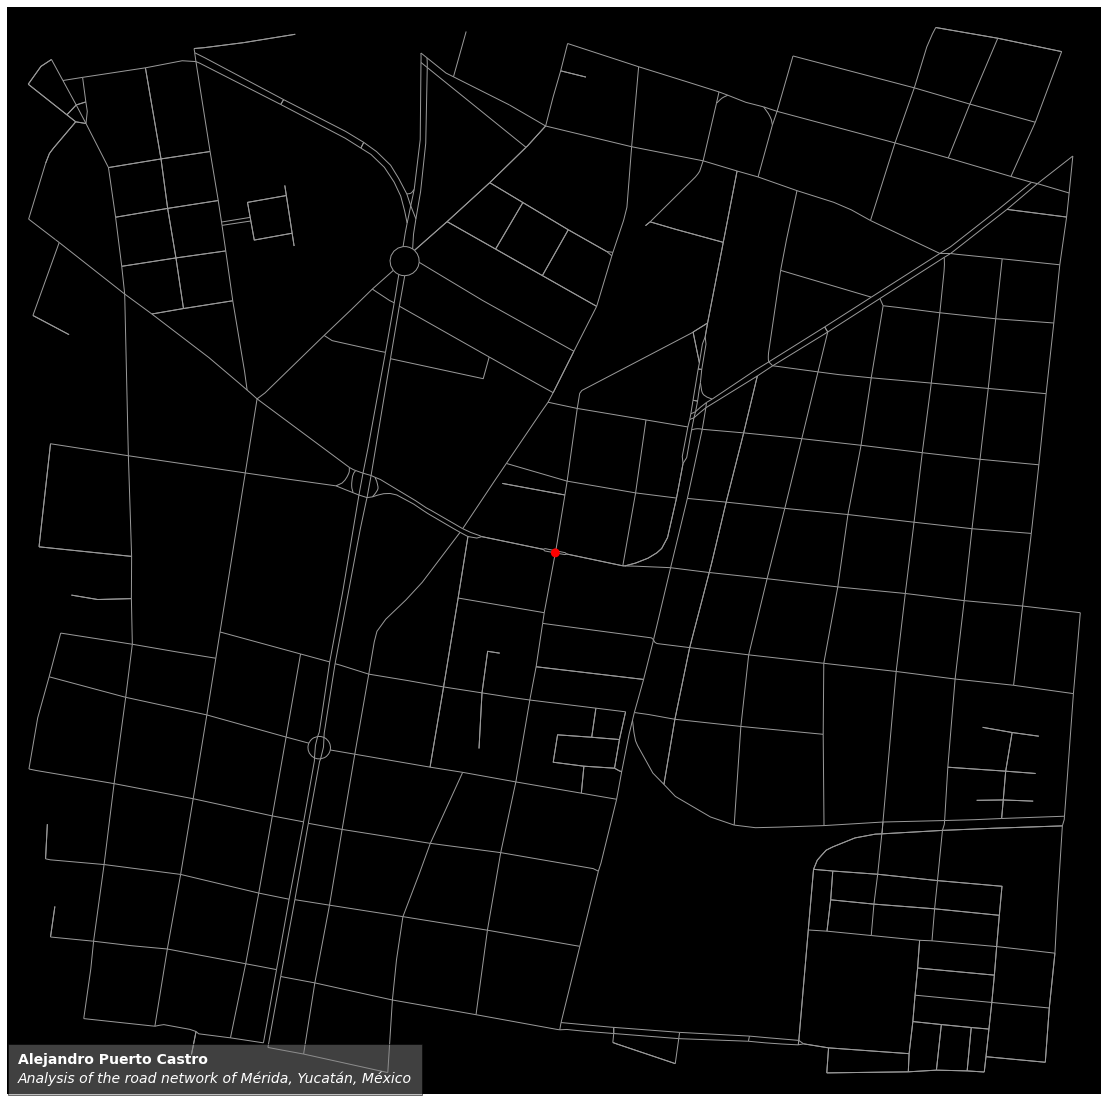 Alejandro Puerto Castro
Analysis of the road network of Mérida, Yucatán, México